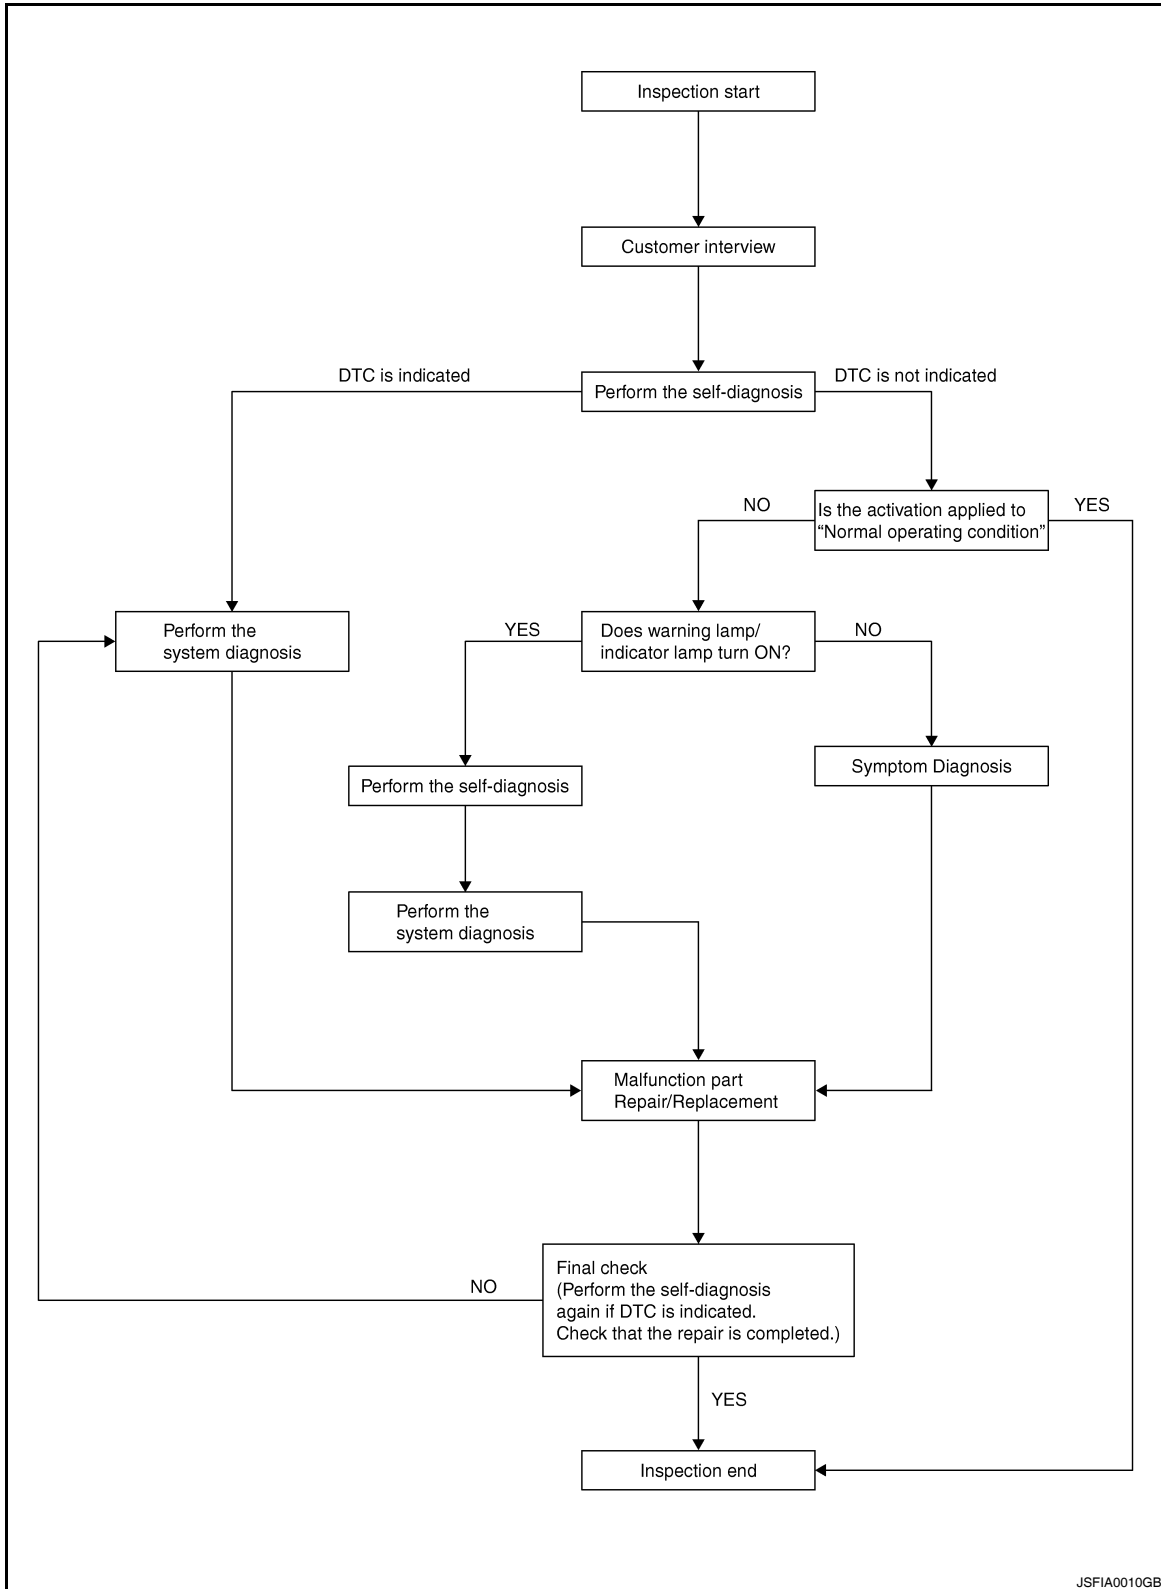 Inspection start
Customer interview
DTC is indicated
Perform the self-diagnosis
DTC is not indicated
NO
Is the activation applied to
“Normal operating condition”
YES
Perform the
system diagnosis
YES
Does warning lamp/
indicator lamp turn ON?
NO
Perform the self-diagnosis
Symptom Diagnosis
Perform the
system diagnosis
Malfunction part
Repair/Replacement
NO
Final check
(Perform the self-diagnosis
again if DTC is indicated.
Check that the repair is completed.)
YES
Inspection end
JSFIA0010GB